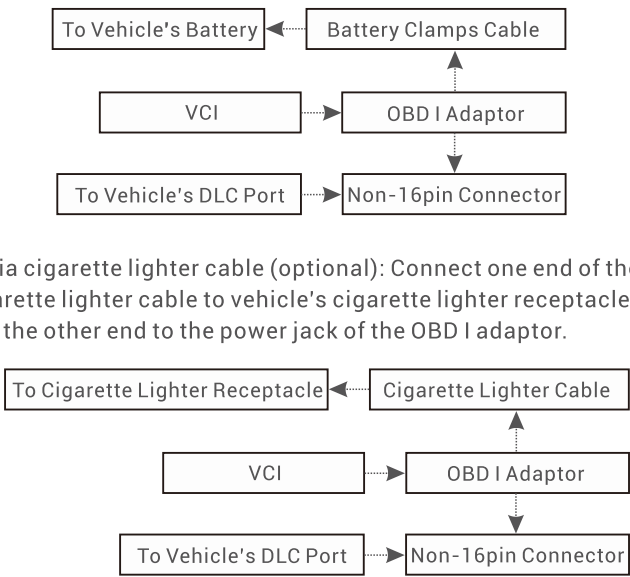 To Vehicle's Battery Battery Clamps Cable
VCI OBD I Adaptor
To Vehicle's DLC Port Non-16pin Connector
ia cigarette lighter cable (optional): Connect one end of the
arette lighter cable to vehicle's cigarette lighter receptacle
the other end to the power jack of the OBD I adaptor.
To Cigarette Lighter Receptacle Cigarette Lighter Cable
VCI OBD I Adaptor
To Vehicle's DLC Port Non-16pin Connector